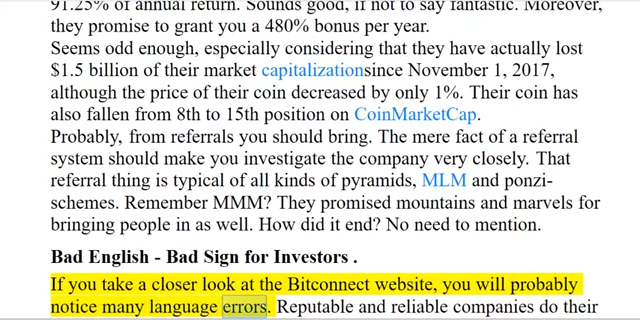 91.25% of annual return. Sounds good, if not to say fantastic. Moreover,
they promise to grant you a 480% bonus per year.
Seems odd enough, especially considering that they have actually lost
$1.5 billion of their market capitalizationsince November 1, 2017,
although the price of their coin decreased by only 1%. Their coin has
also fallen from 8th to 15th position on CoinMarketCap.
Probably, from referrals you should bring. The mere fact of a referral
system should make you investigate the company very closely. That
referral thing is typical of all kinds of pyramids, MLM and ponzi-
schemes. Remember MMM? They promised mountains and marvels for
bringing people in as well. How did it end? No need to mention.
Bad English - Bad Sign for Investors .
If you take a closer look at the Bitconnect website, you will probably
notice many language errors. Reputable and reliable companies do their